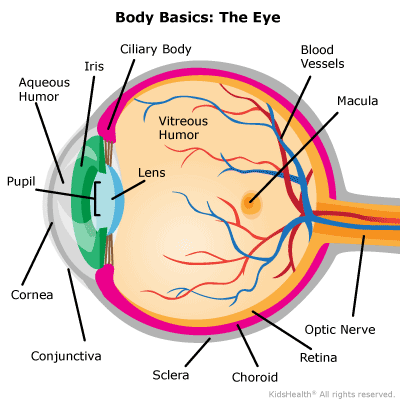 Body Basics: The Eye
Ciliary Body
Blood
Vessels
Iris
Aqueous
Humor
Macula
Vitreous
Humor
Lens
Pupil
Cornea
Optic Nerve
Conjunctiva
Retina
Sclera
Choroid
KidsHealth® All rights reserved.